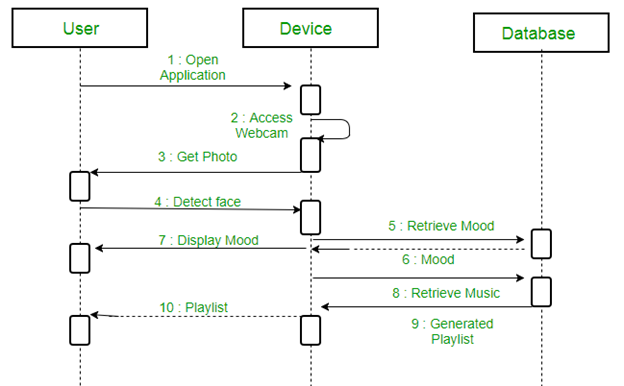 User
Device
Database
1 : Open
Application
2 : Access
Webcam
3 : Get Photo
4 : Detect face
5 : Retrieve Mood
7 : Display Mood
6 : Mood
8 : Retrieve Music
10 : Playlist
9 : Generated
Playlist